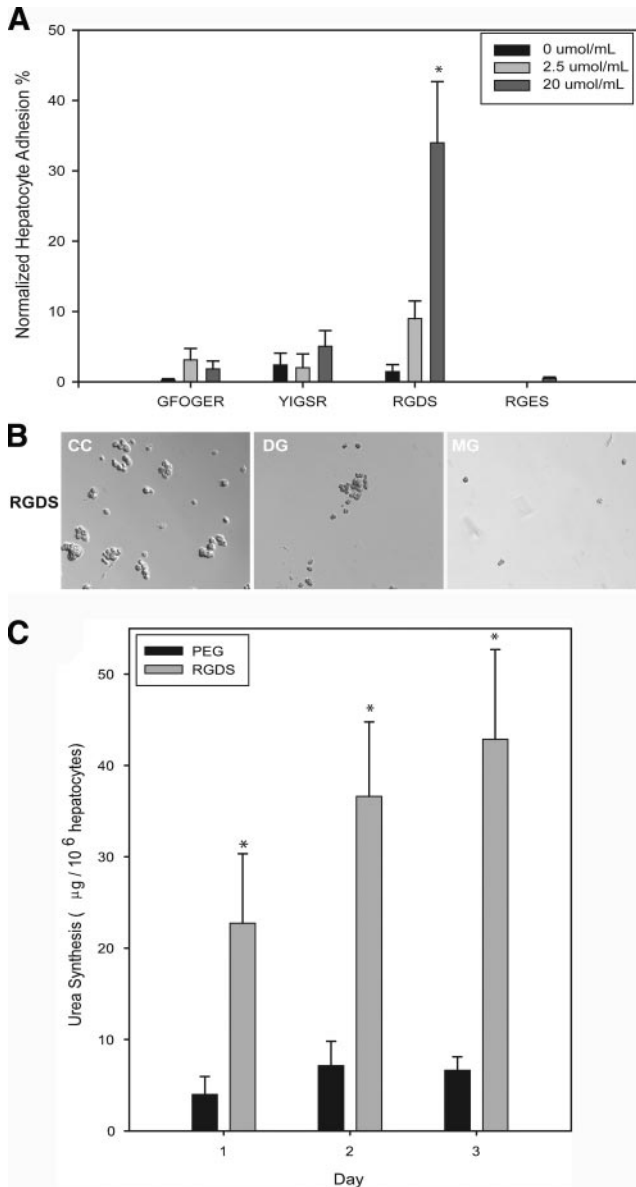 A
50
40
30
20
10
0
Normalized Hepatocyte Adhesion %
0 umol/mL
2.5 umol/mL
20 umol/mL
*
GFOGER YIGSR RGDS RGES
B
RGDS
CC DG MG
C
PEG
RGDS
50
40
30
20
10
0
Urea Synthesis ( μg / 10 6 hepatocytes)
* * *
1 2 3
Day